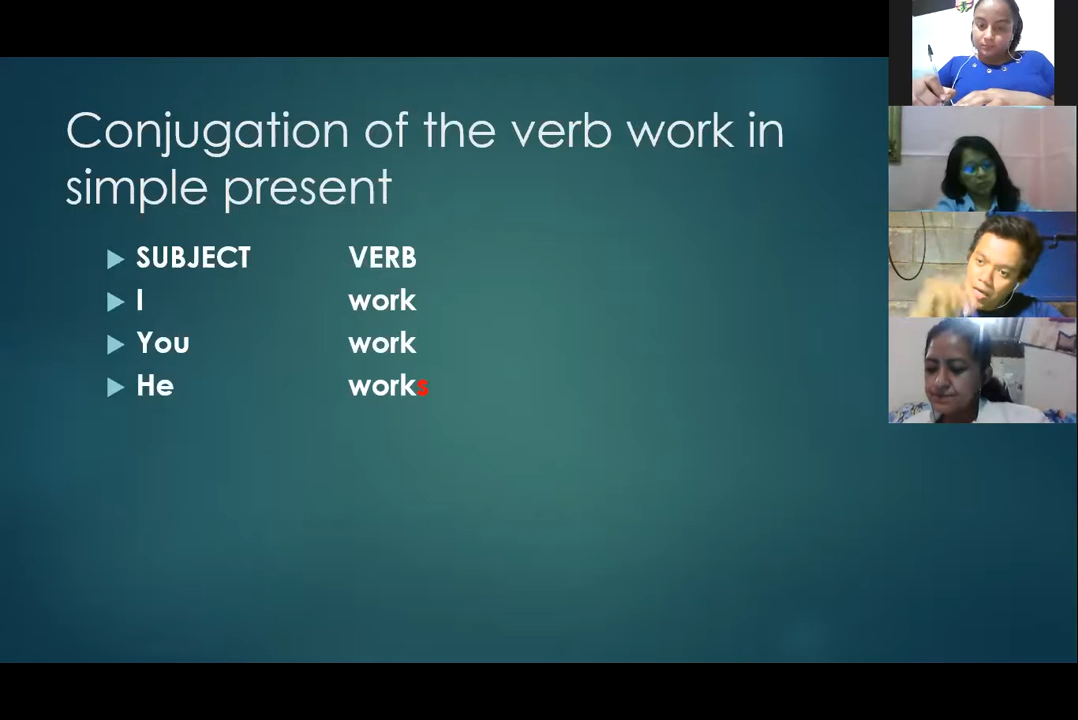 Conjugation of the verb work in
simple present
SUBJECT VERB
I work
You work
He works